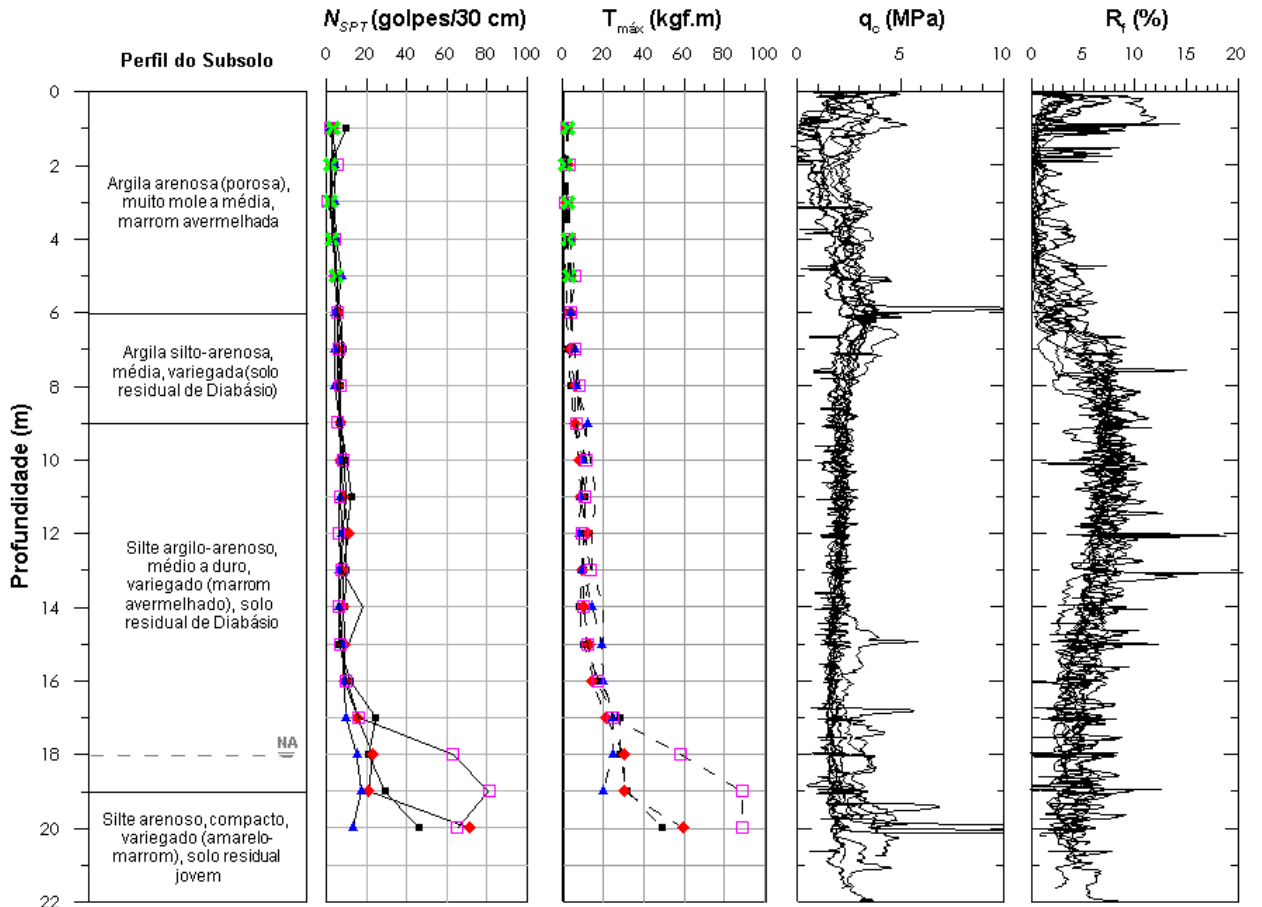 N_SPT (golpes/30 cm)
T_máx (kgf.m)
q_c (MPa)
R_f (%)
Perfil do Subsolo
0 20 40 60 80 100
0 20 40 60 80 100
0 5 10
0 5 10 15 20
Profundidade (m)
0
2
4
6
8
10
12
14
16
18
20
22
Argila arenosa (porosa),
muito mole a média,
marrom avermelhada
Argila silto-arenosa,
média, variegada (solo
residual de Diabásio)
Silte argilo-arenoso,
médio a duro,
variegado (marrom
avermelhado), solo
residual de Diabásio
NA
Silte arenoso, compacto,
variegado (amarelo-
marrom), solo residual
jovem